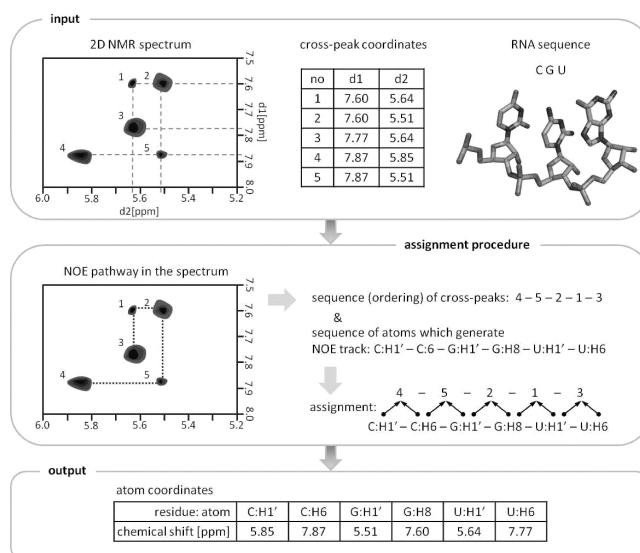 input
2D NMR spectrum
cross-peak coordinates
RNA sequence
C G U
1 2
3
4 5
7.5
7.6
7.7
7.8
7.9
8.0
d1[ppm]
6.0 5.8 5.6 5.4 5.2
d2[ppm]
no d1 d2
1 7.60 5.64
2 7.60 5.51
3 7.77 5.64
4 7.87 5.85
5 7.87 5.51
assignment procedure
NOE pathway in the spectrum
1 2
3
4 5
7.5
7.6
7.7
7.8
7.9
8.0
6.0 5.8 5.6 5.4 5.2
sequence (ordering) of cross-peaks: 4 – 5 – 2 – 1 – 3
&
sequence of atoms which generate
NOE track: C:H1′ – C:6 – G:H1′ – G:H8 – U:H1′ – U:H6
4 – 5 – 2 – 1 – 3
assignment:
C:H1′ – C:H6 – G:H1′ – G:H8 – U:H1′ – U:H6
output
atom coordinates
residue: atom C:H1′ C:H6 G:H1′ G:H8 U:H1′ U:H6
chemical shift [ppm] 5.85 7.87 5.51 7.60 5.64 7.77